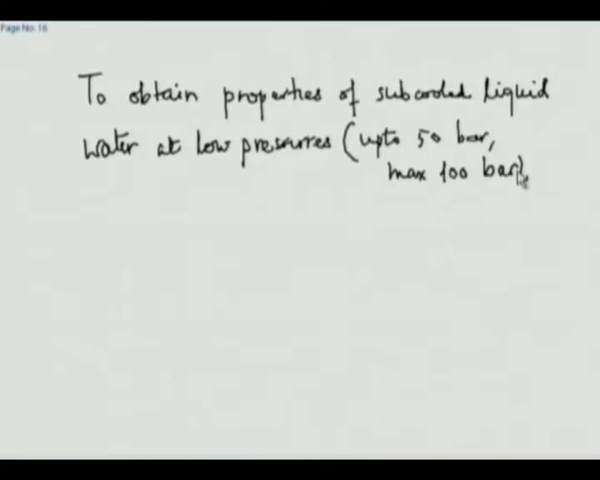 Page No: 16
To obtain properties of subcooled liquid
water at low pressures (upto 50 bar,
max 100 bar)